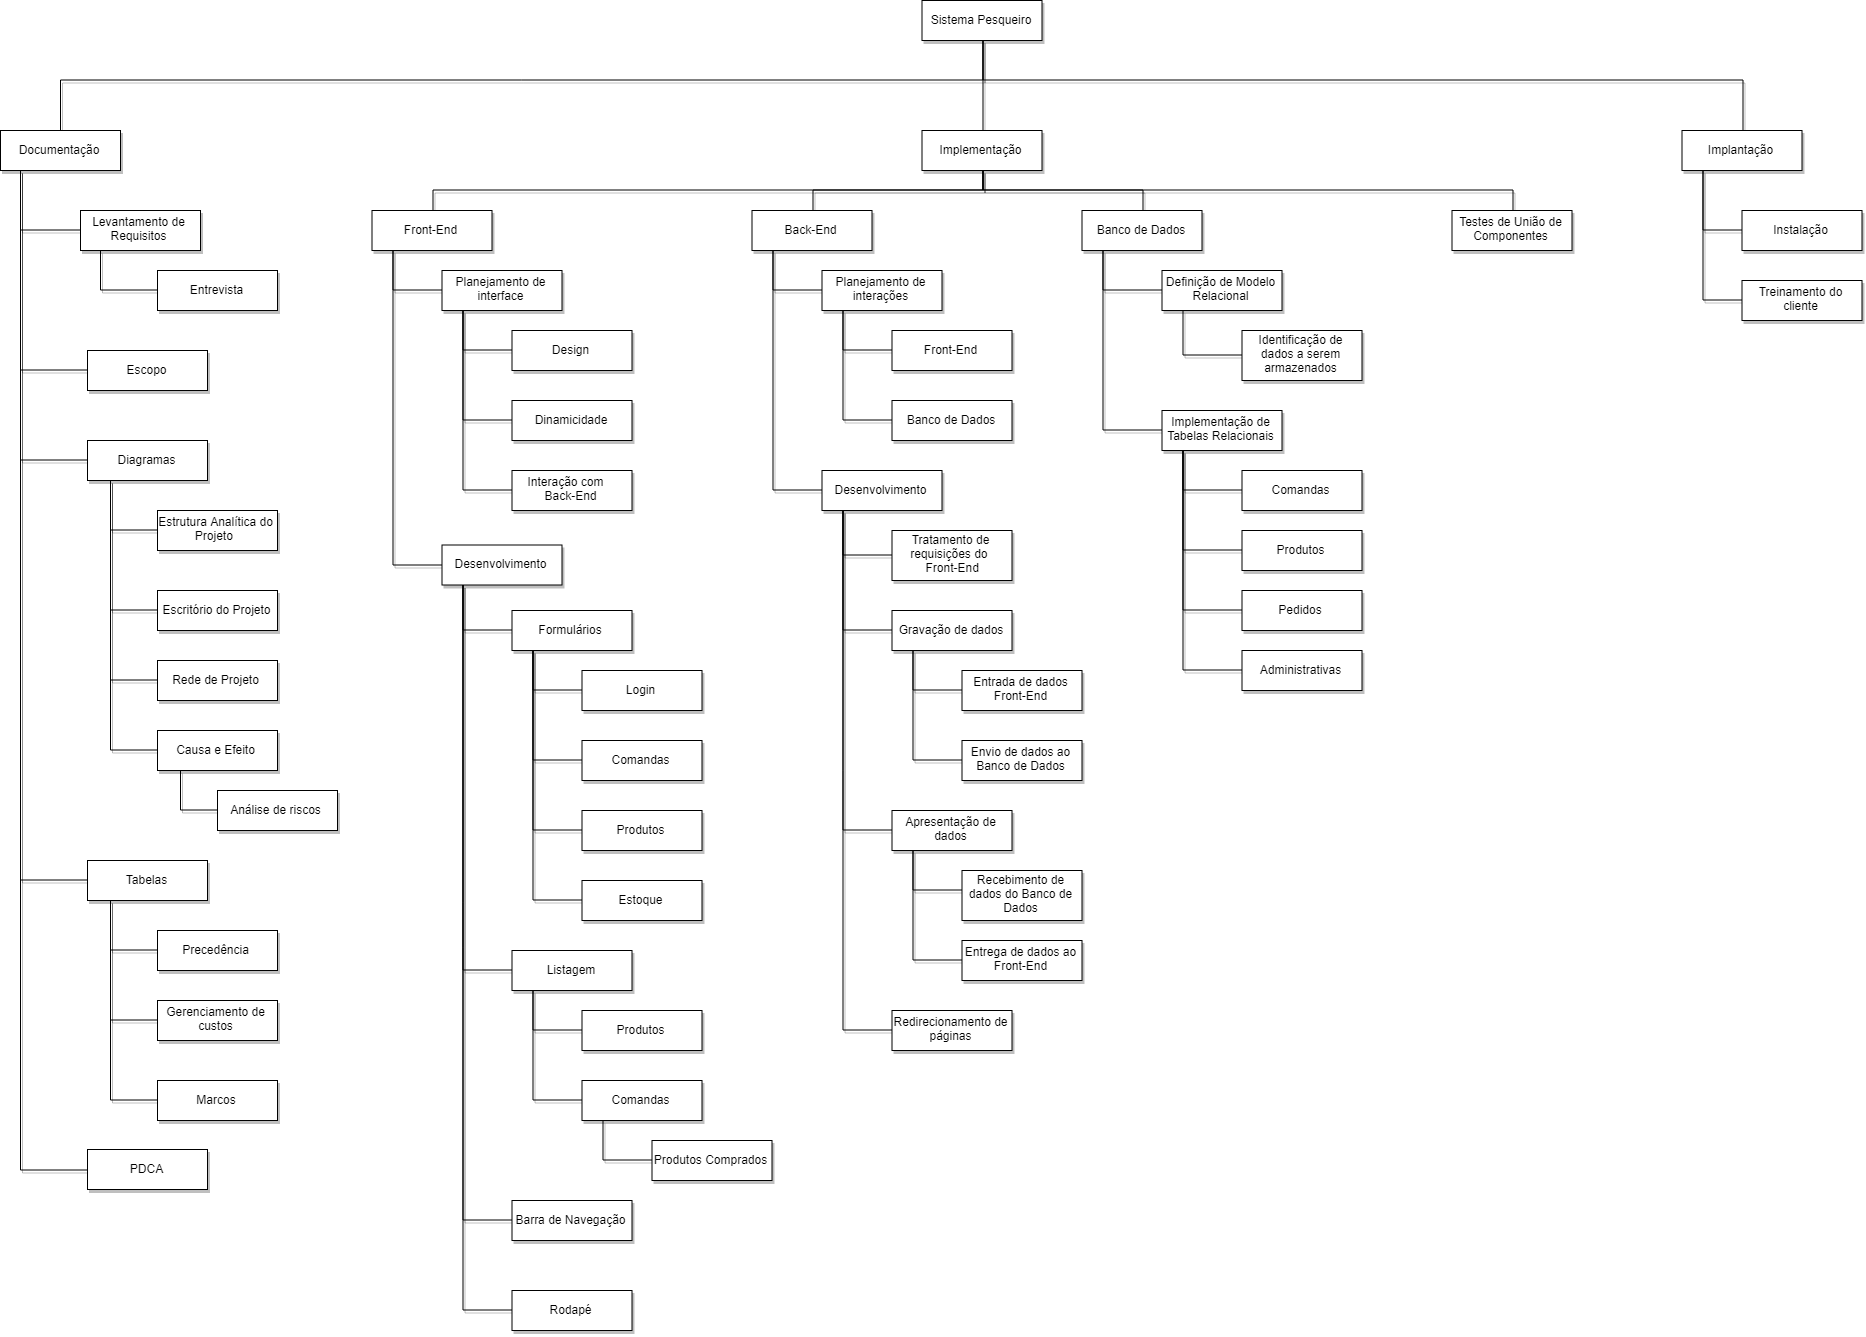 Sistema Pesqueiro
Documentação
Levantamento de
Requisitos
Entrevista
Escopo
Diagramas
Estrutura Analítica do
Projeto
Escritório do Projeto
Rede de Projeto
Causa e Efeito
Análise de riscos
Tabelas
Precedência
Gerenciamento de
custos
Marcos
PDCA
Implementação
Front-End
Planejamento de
interface
Design
Dinamicidade
Interação com
Back-End
Desenvolvimento
Formulários
Login
Comandas
Produtos
Estoque
Listagem
Produtos
Comandas
Produtos Comprados
Barra de Navegação
Rodapé
Back-End
Planejamento de
interações
Front-End
Banco de Dados
Desenvolvimento
Tratamento de
requisições do
Front-End
Gravação de dados
Entrada de dados
Front-End
Envio de dados ao
Banco de Dados
Apresentação de
dados
Recebimento de
dados do Banco de
Dados
Entrega de dados ao
Front-End
Redirecionamento de
páginas
Banco de Dados
Definição de Modelo
Relacional
Identificação de
dados a serem
armazenados
Implementação de
Tabelas Relacionais
Comandas
Produtos
Pedidos
Administrativas
Testes de União de
Componentes
Implantação
Instalação
Treinamento do
cliente